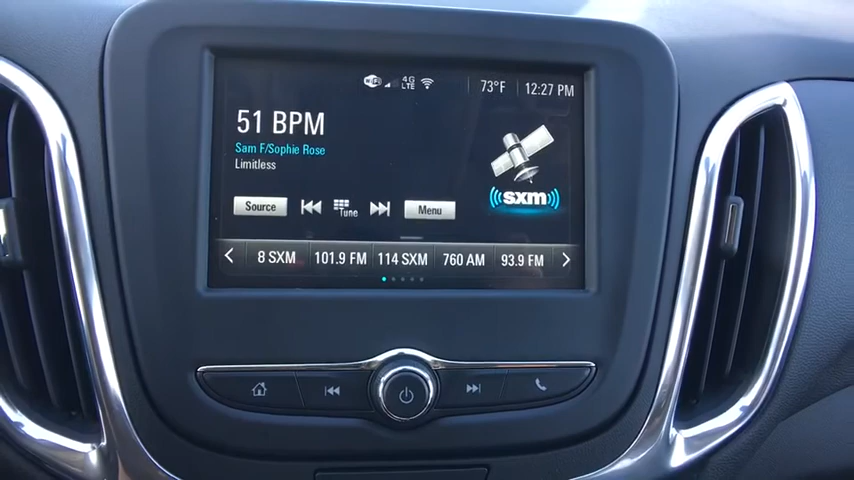 WiFi 4G LTE 73°F 12:27 PM
51 BPM
Sam F/Sophie Rose
Limitless
sxm
Source Tune Menu
8 SXM 101.9 FM 114 SXM 760 AM 93.9 FM